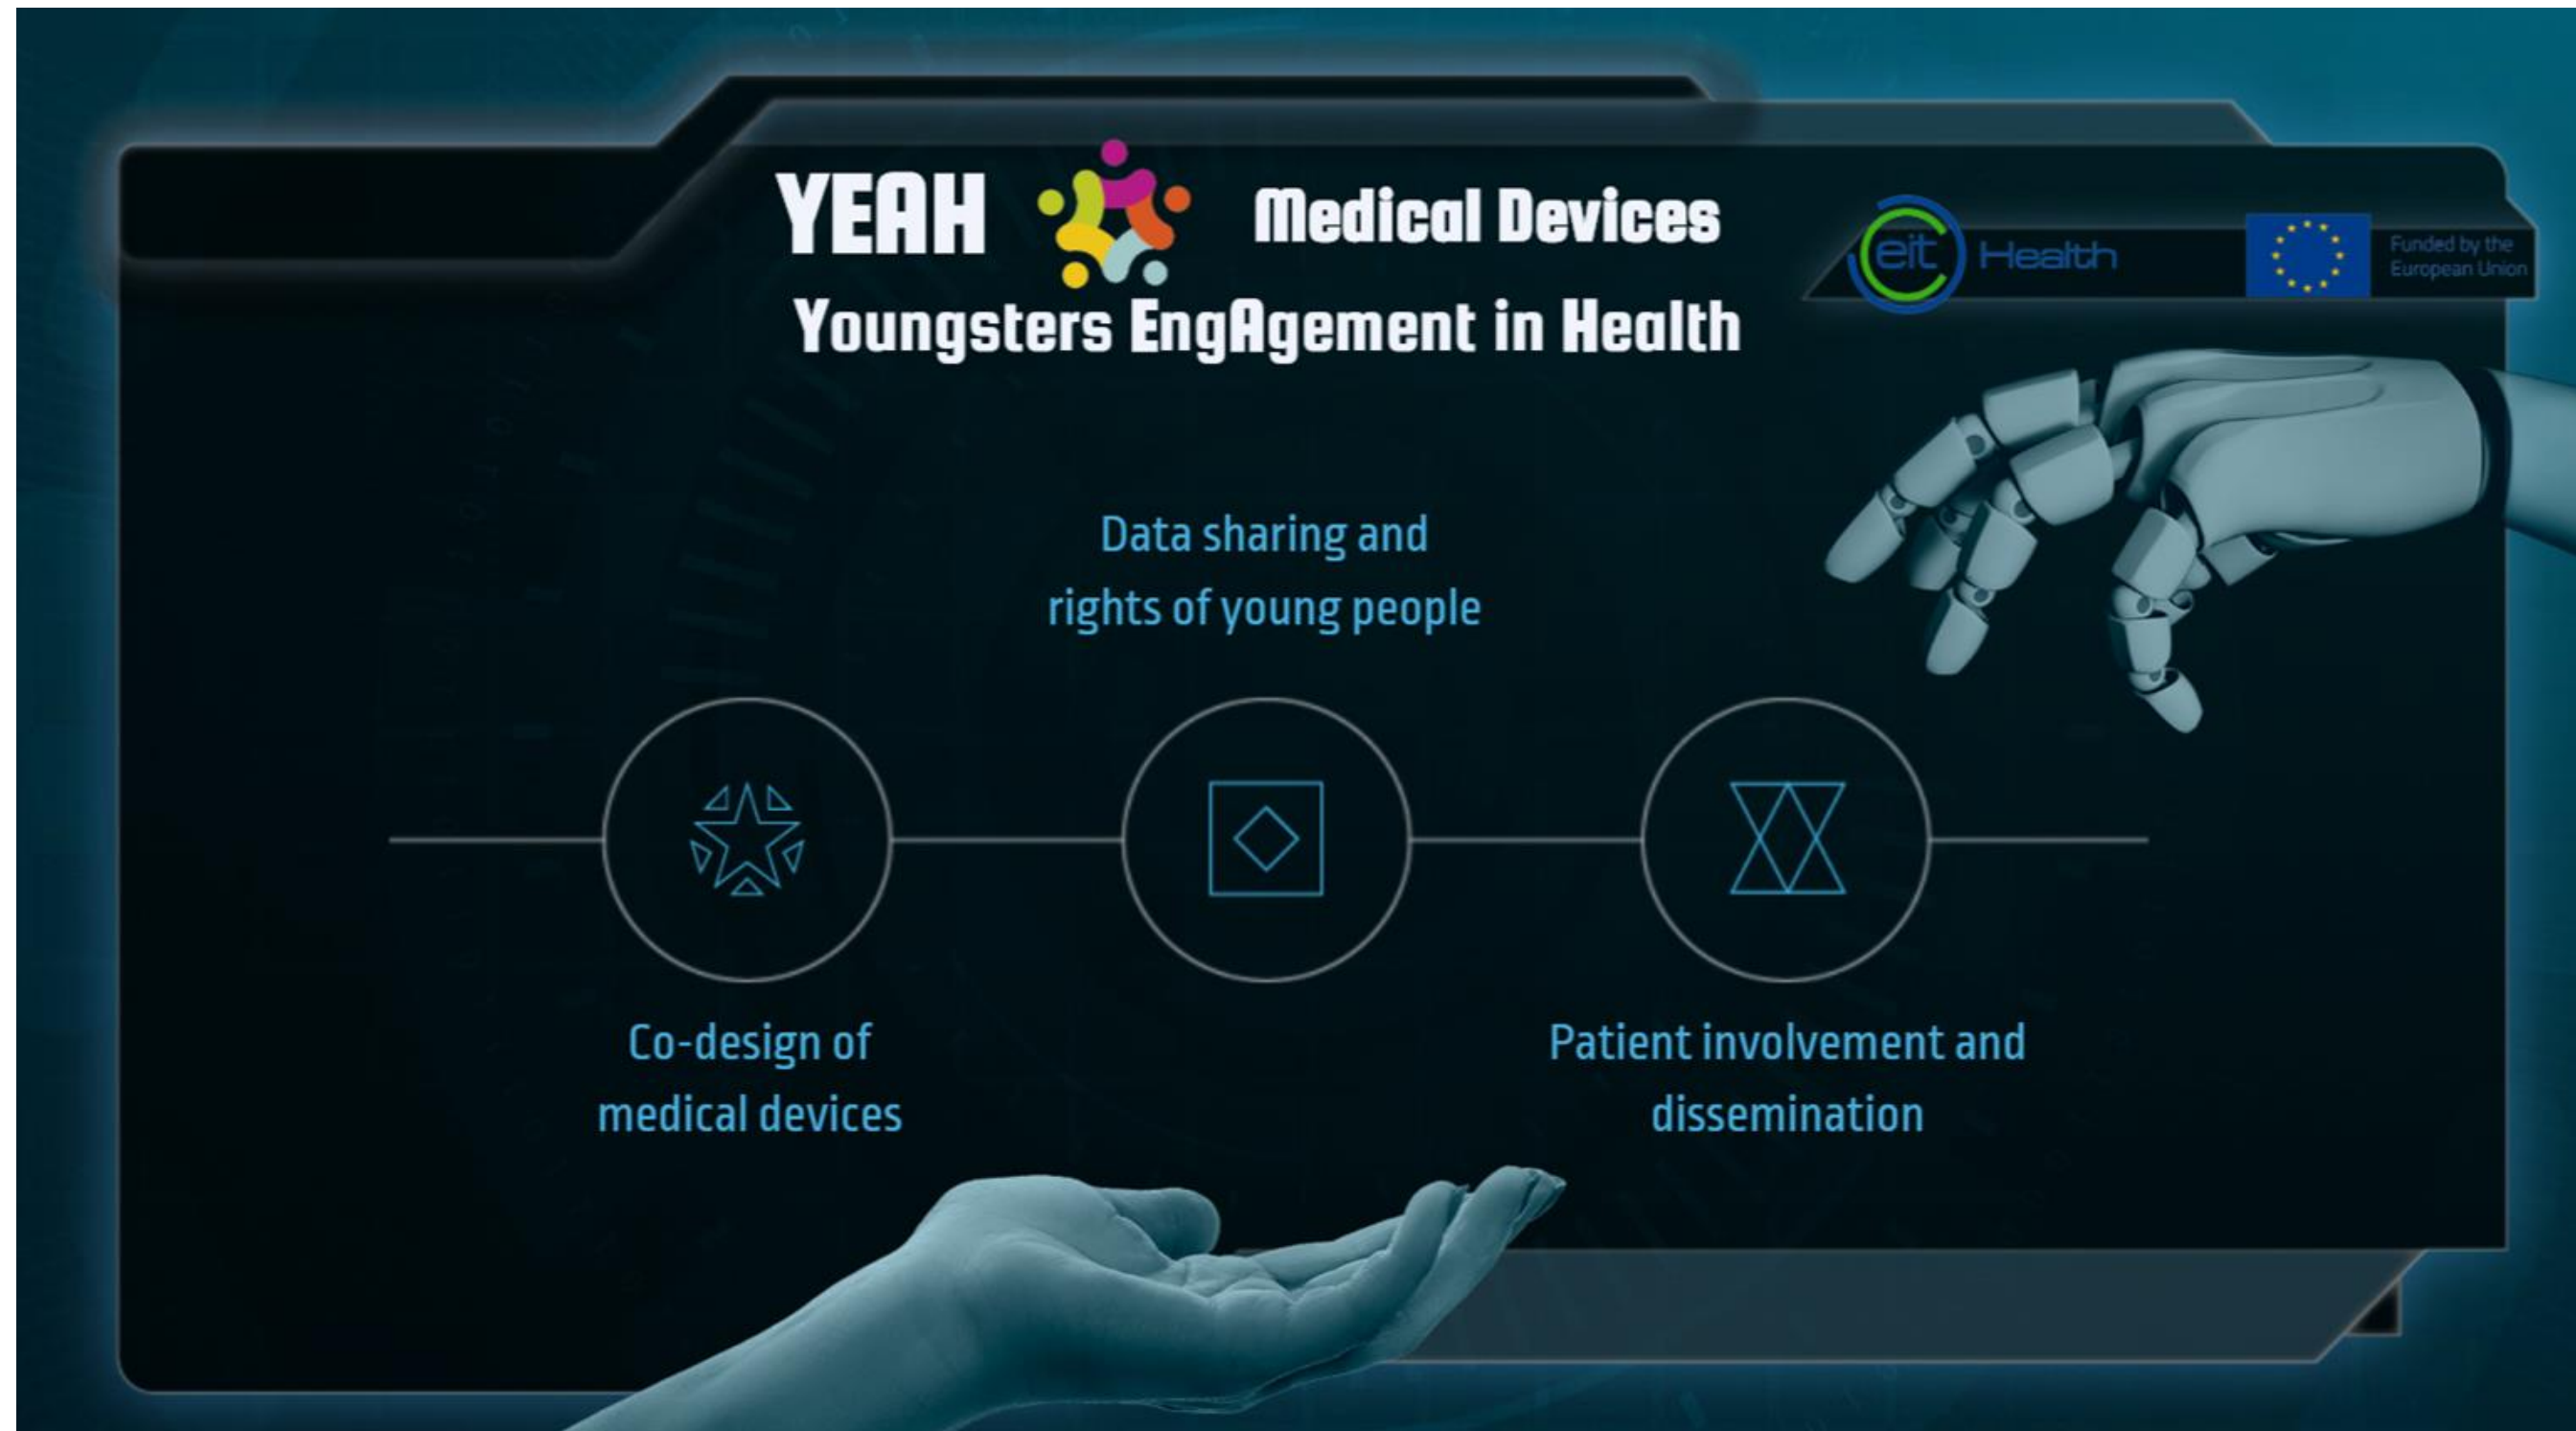 YEAH Medical Devices
Youngsters EngAgement in Health
eit Health
Funded by the
European Union
Data sharing and
rights of young people
Co-design of
medical devices
Patient involvement and
dissemination